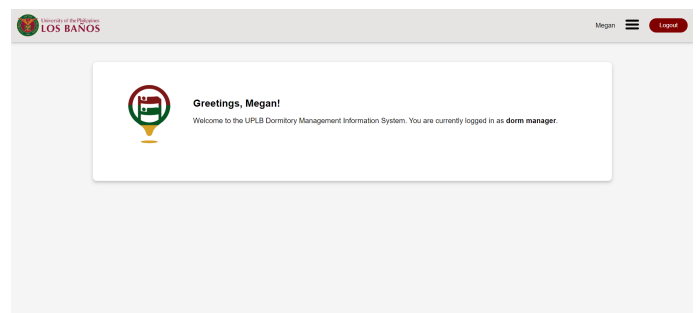 University of the Philippines
LOS BAÑOS
Megan
Logout
Greetings, Megan!
Welcome to the UPLB Dormitory Management Information System. You are currently logged in as dorm manager.